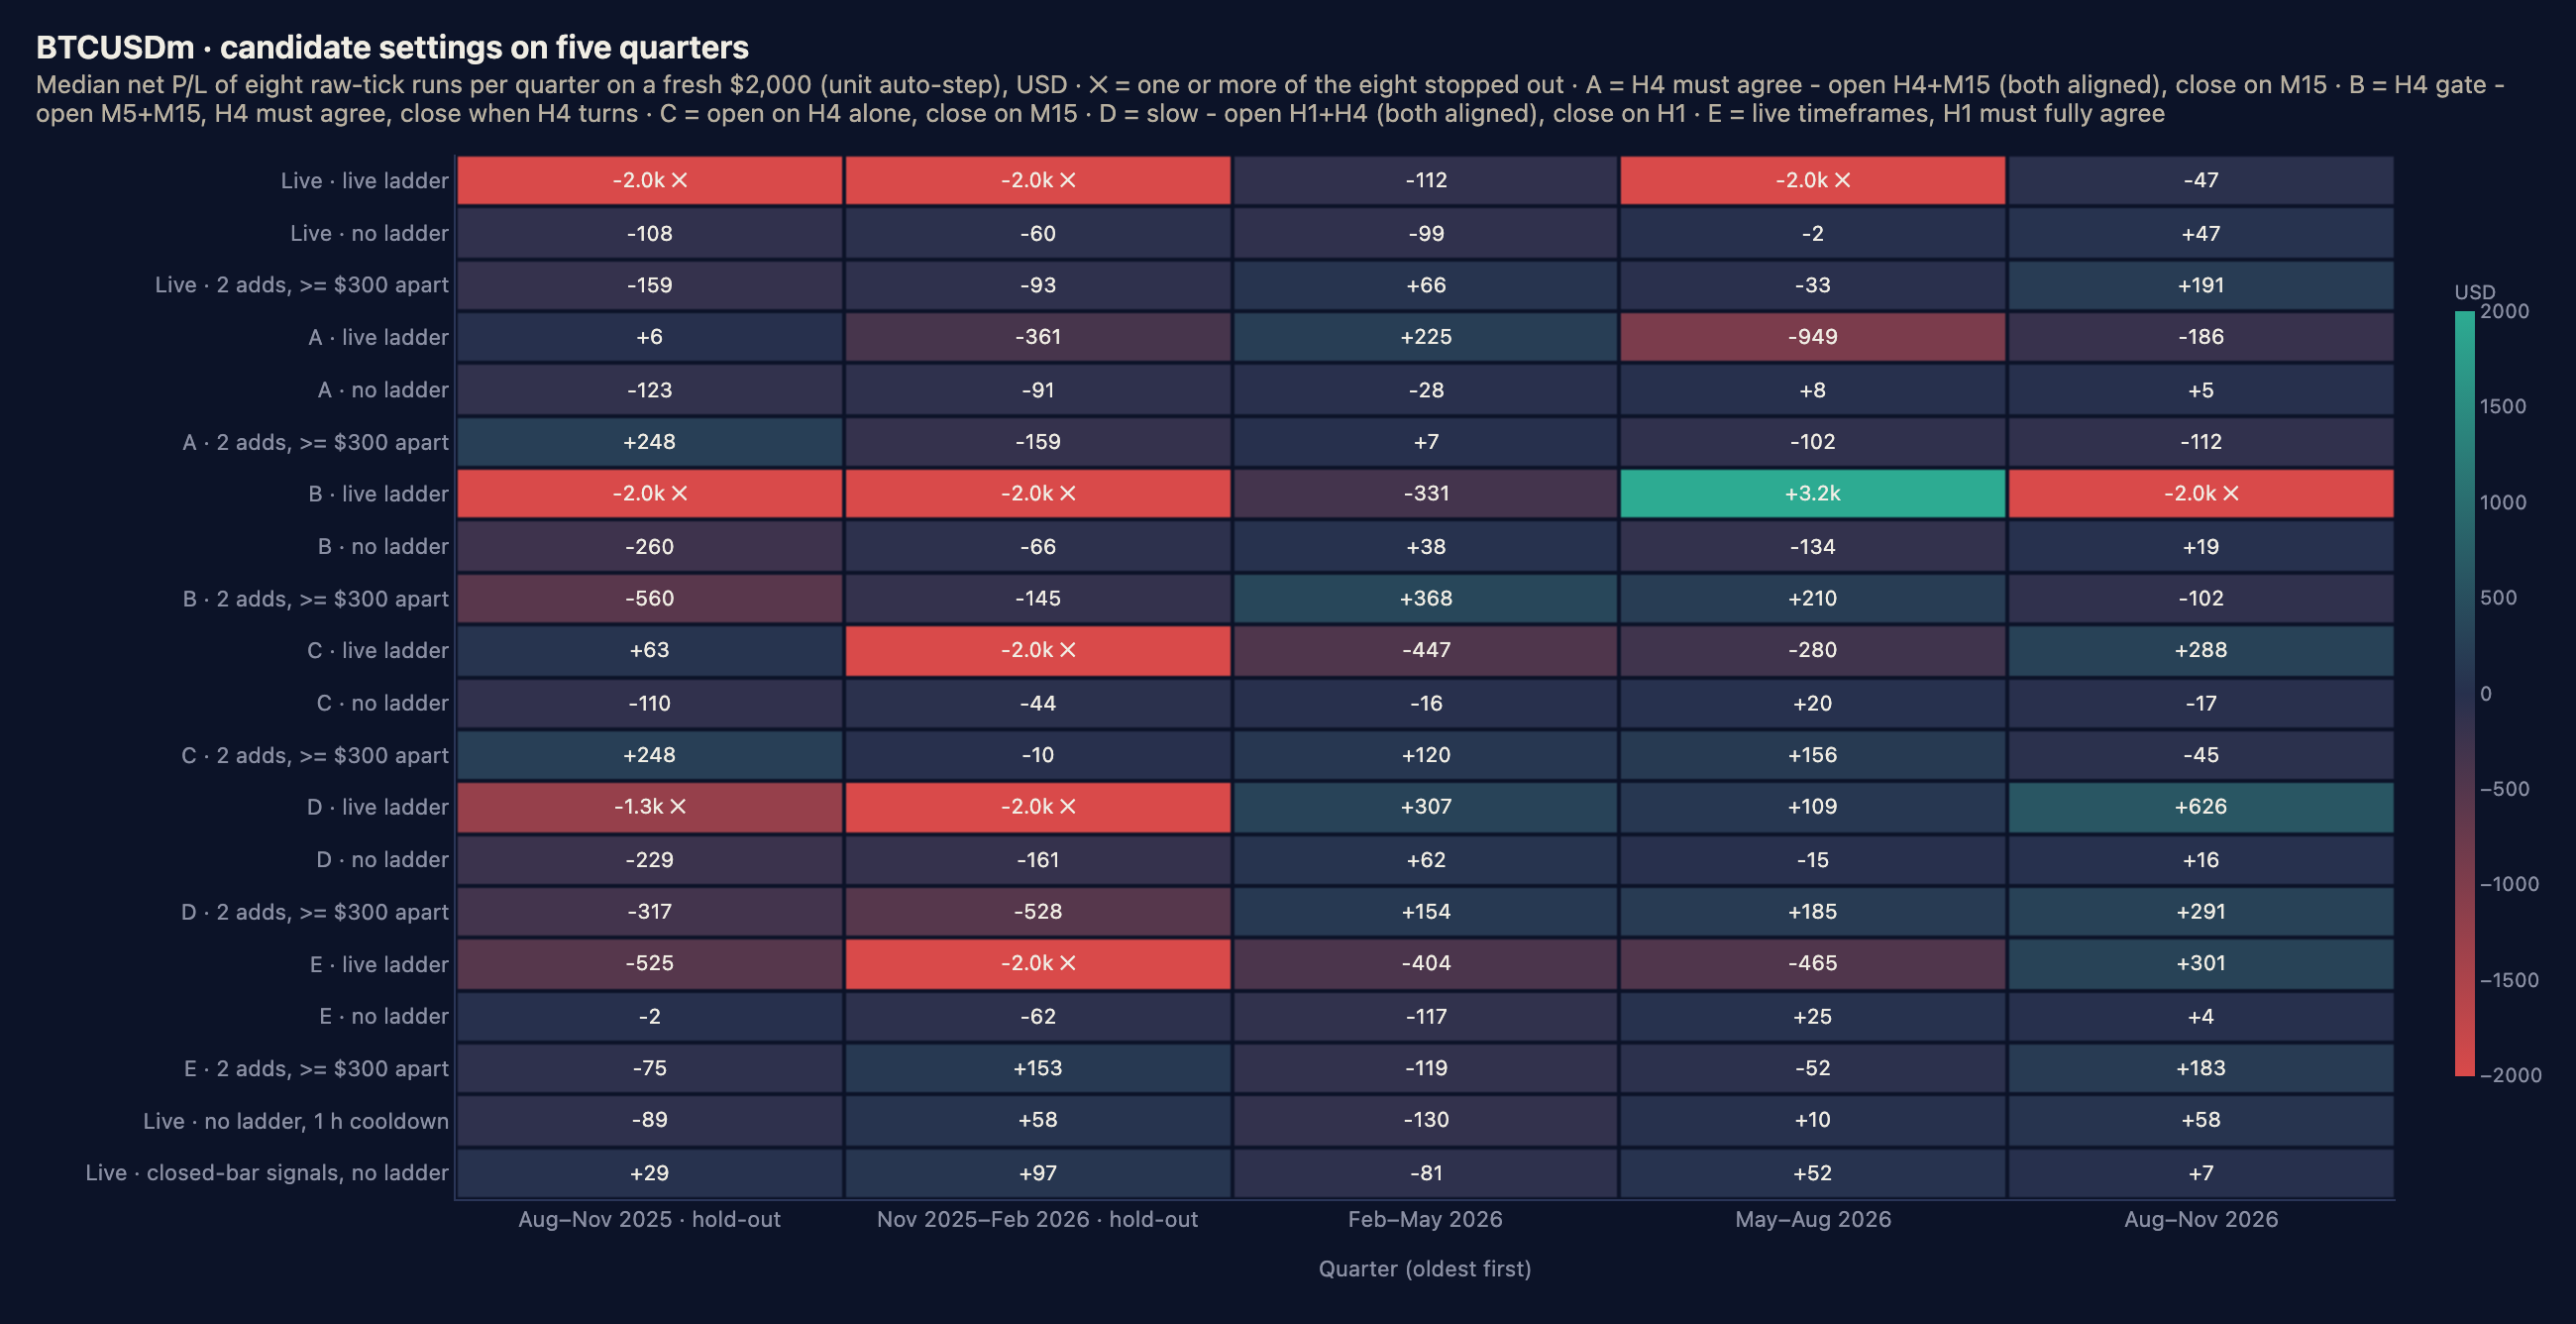 BTCUSDm · candidate settings on five quarters
Median net P/L of eight raw-tick runs per quarter on a fresh $2,000 (unit auto-step), USD · ✕ = one or more of the eight stopped out · A = H4 must agree - open H4+M15 (both aligned), close on M15 · B = H4 gate -
open M5+M15, H4 must agree, close when H4 turns · C = open on H4 alone, close on M15 · D = slow - open H1+H4 (both aligned), close on H1 · E = live timeframes, H1 must fully agree
Live · live ladder -2.0k ✕ -2.0k ✕ -112 -2.0k ✕ -47
Live · no ladder -108 -60 -99 -2 +47
Live · 2 adds, >= $300 apart -159 -93 +66 -33 +191
A · live ladder +6 -361 +225 -949 -186
A · no ladder -123 -91 -28 +8 +5
A · 2 adds, >= $300 apart +248 -159 +7 -102 -112
B · live ladder -2.0k ✕ -2.0k ✕ -331 +3.2k -2.0k ✕
B · no ladder -260 -66 +38 -134 +19
B · 2 adds, >= $300 apart -560 -145 +368 +210 -102
C · live ladder +63 -2.0k ✕ -447 -280 +288
C · no ladder -110 -44 -16 +20 -17
C · 2 adds, >= $300 apart +248 -10 +120 +156 -45
D · live ladder -1.3k ✕ -2.0k ✕ +307 +109 +626
D · no ladder -229 -161 +62 -15 +16
D · 2 adds, >= $300 apart -317 -528 +154 +185 +291
E · live ladder -525 -2.0k ✕ -404 -465 +301
E · no ladder -2 -62 -117 +25 +4
E · 2 adds, >= $300 apart -75 +153 -119 -52 +183
Live · no ladder, 1 h cooldown -89 +58 -130 +10 +58
Live · closed-bar signals, no ladder +29 +97 -81 +52 +7
Aug–Nov 2025 · hold-out Nov 2025–Feb 2026 · hold-out Feb–May 2026 May–Aug 2026 Aug–Nov 2026
Quarter (oldest first)
USD
2000
1500
1000
500
0
−500
−1000
−1500
−2000